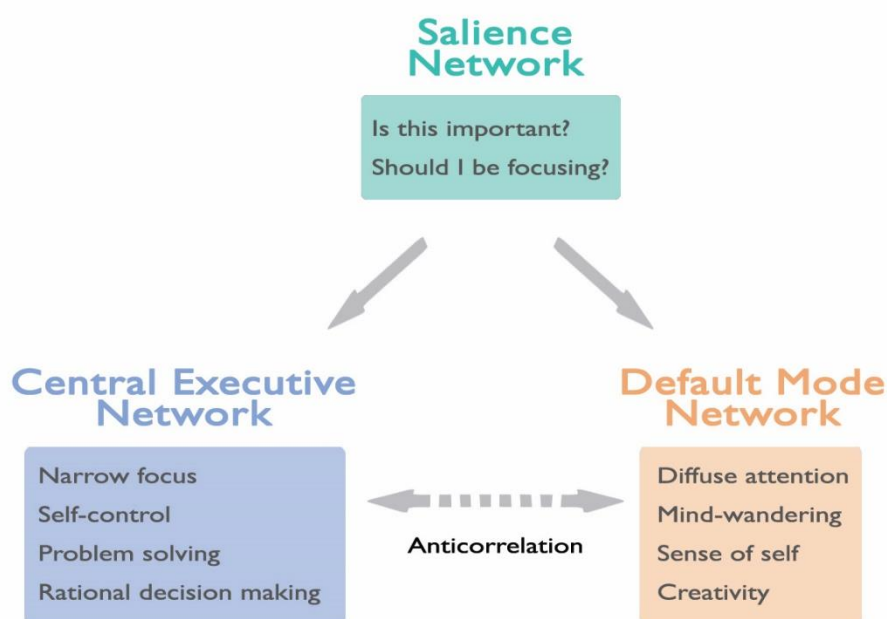 Salience
Network
Is this important?
Should I be focusing?
Central Executive
Network
Narrow focus
Self-control
Problem solving
Rational decision making
Anticorrelation
Default Mode
Network
Diffuse attention
Mind-wandering
Sense of self
Creativity